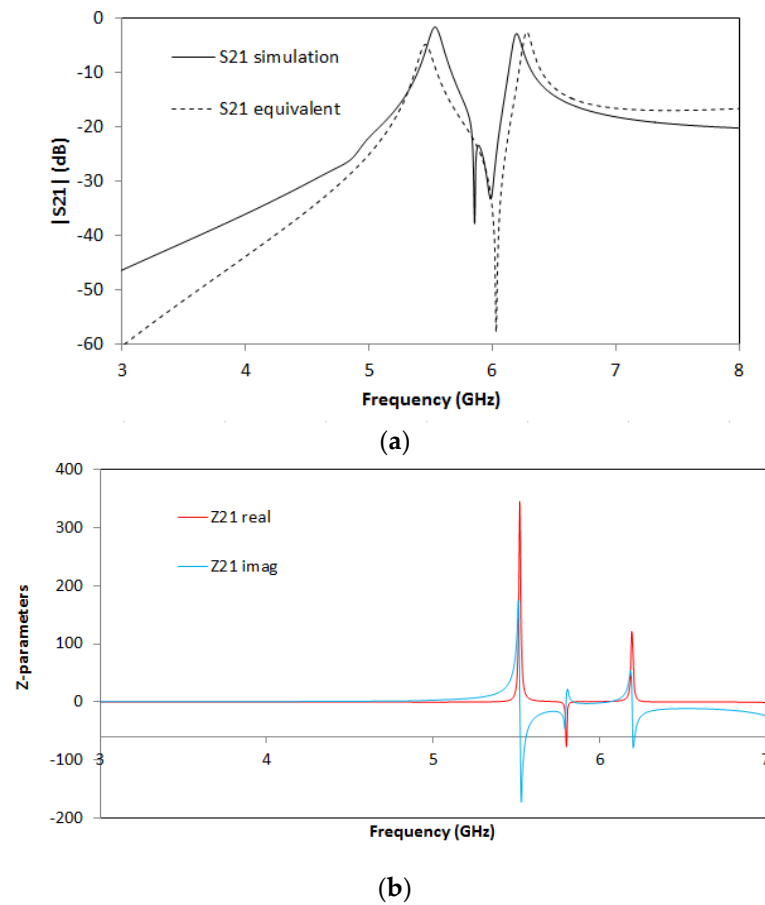 0
-10
-20
-30
-40
-50
-60
|S21| (dB)
S21 simulation
S21 equivalent
3 4 5 6 7 8
Frequency (GHz)
(a)
400
300
200
100
0
-100
-200
Z-parameters
Z21 real
Z21 imag
3 4 5 6 7
Frequency (GHz)
(b)